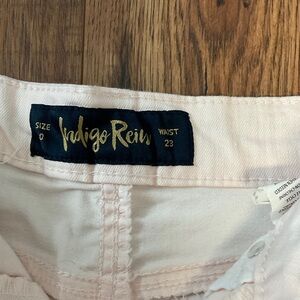 SIZE
0
Indigo Rein
WAIST
23